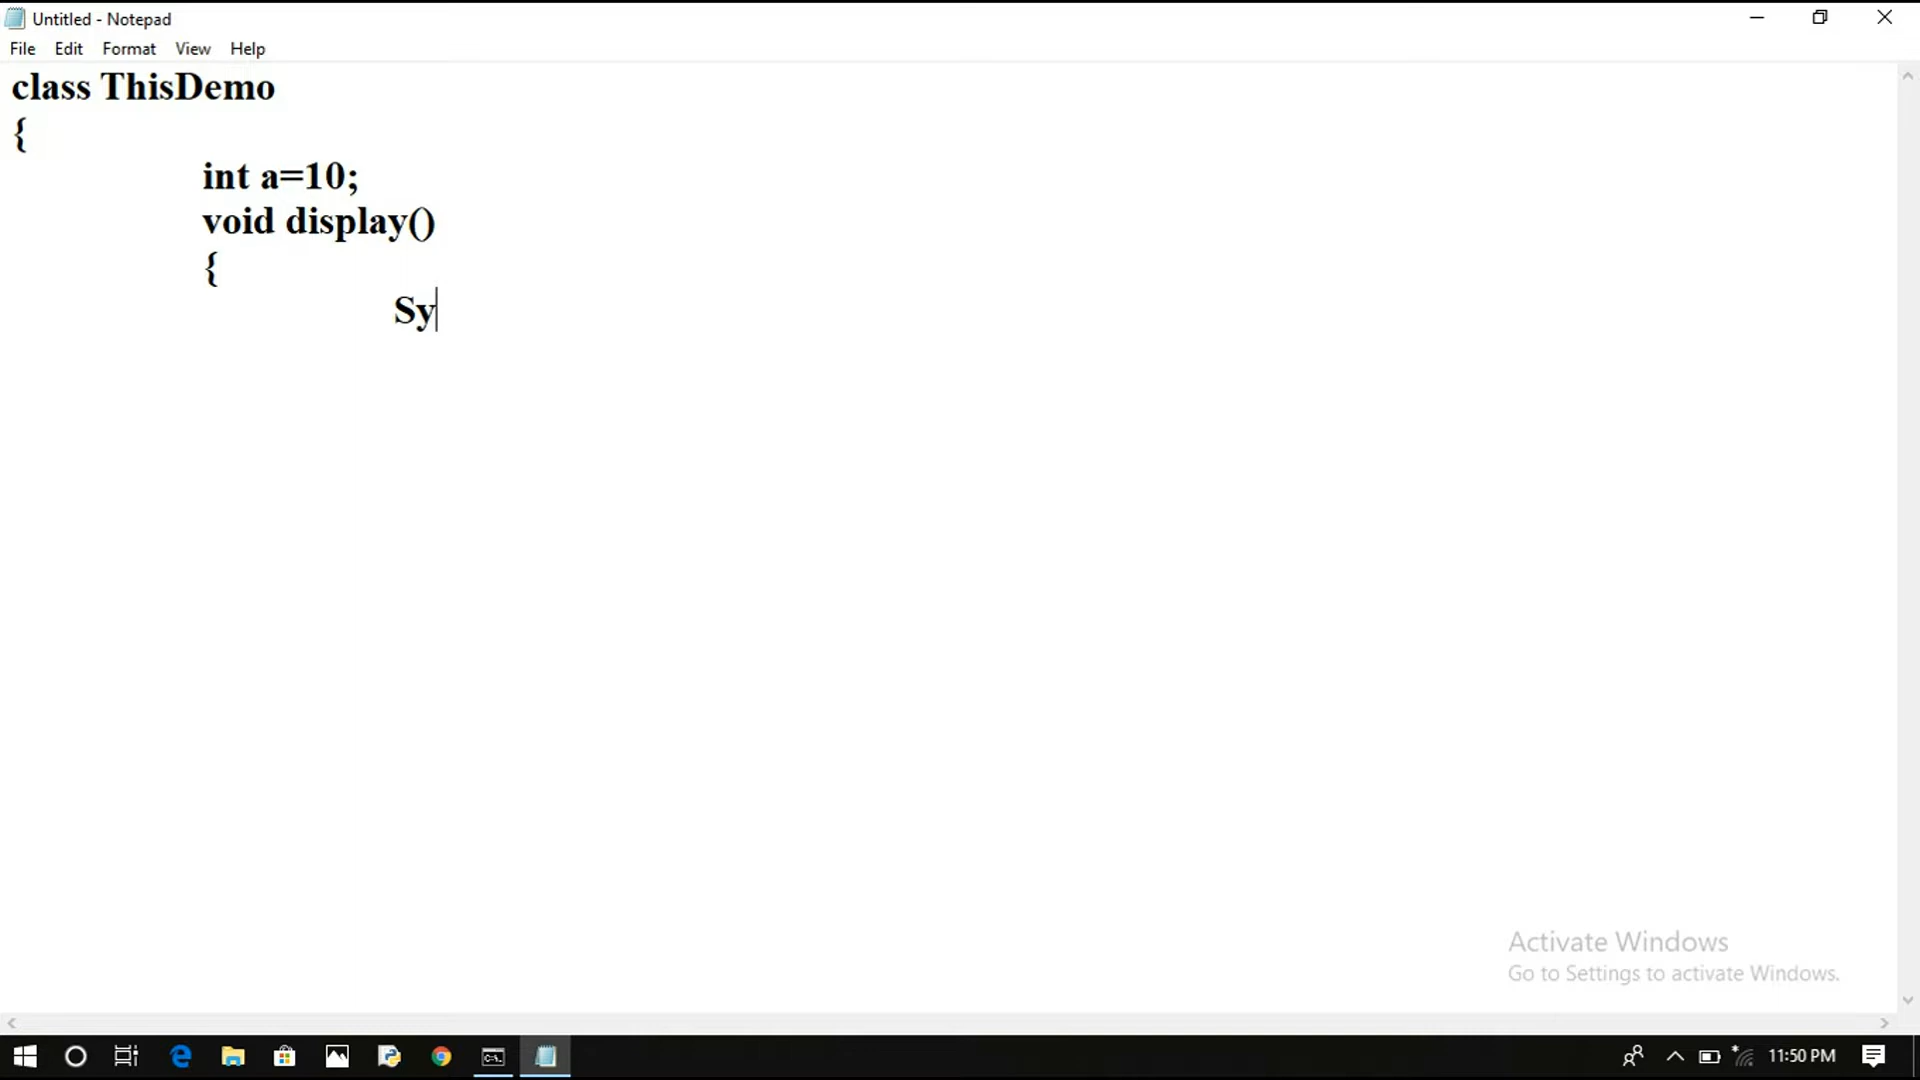 Untitled - Notepad
File Edit Format View Help
class ThisDemo
{
int a=10;
void display()
{
Sy
Activate Windows
Go to Settings to activate Windows.
11:50 PM